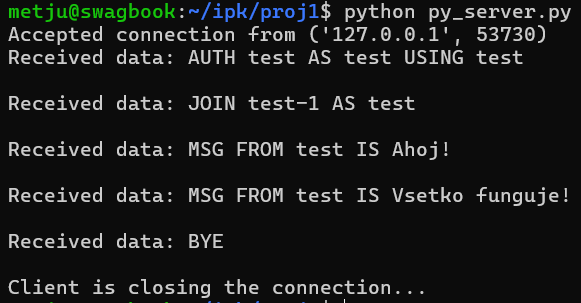 metju@swagbook:~/ipk/proj1$ python py_server.py
Accepted connection from ('127.0.0.1', 53730)
Received data: AUTH test AS test USING test
Received data: JOIN test-1 AS test
Received data: MSG FROM test IS Ahoj!
Received data: MSG FROM test IS Vsetko funguje!
Received data: BYE
Client is closing the connection...